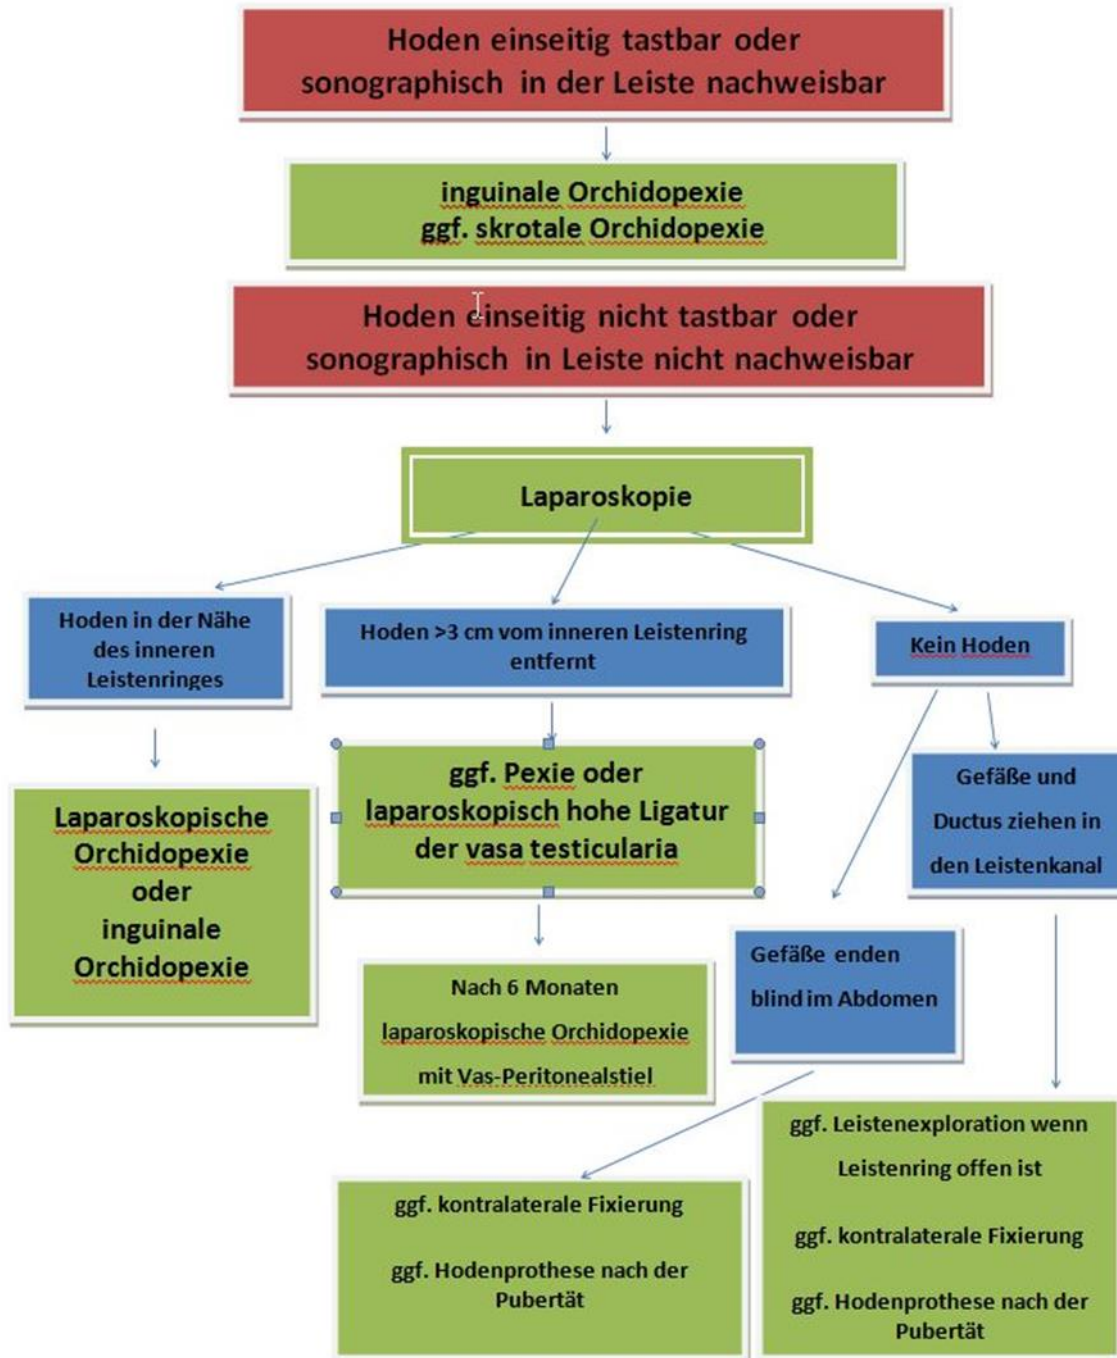 Hoden einseitig tastbar oder
sonographisch in der Leiste nachweisbar
inguinale Orchidopexie
ggf. skrotale Orchidopexie
Hoden einseitig nicht tastbar oder
sonographisch in Leiste nicht nachweisbar
Laparoskopie
Hoden in der Nähe
des inneren
Leistenringes
Hoden >3 cm vom inneren Leistenring
entfernt
Kein Hoden
Laparoskopische
Orchidopexie
oder
inguinale
Orchidopexie
ggf. Pexie oder
laparoskopisch hohe Ligatur
der vasa testicularia
Gefäße und
Ductus ziehen in
den Leistenkanal
Nach 6 Monaten
laparoskopische Orchidopexie
mit Vas-Peritonealstiel
Gefäße enden
blind im Abdomen
ggf. kontralaterale Fixierung
ggf. Hodenprothese nach der
Pubertät
ggf. Leistenexploration wenn
Leistenring offen ist
ggf. kontralaterale Fixierung
ggf. Hodenprothese nach der
Pubertät